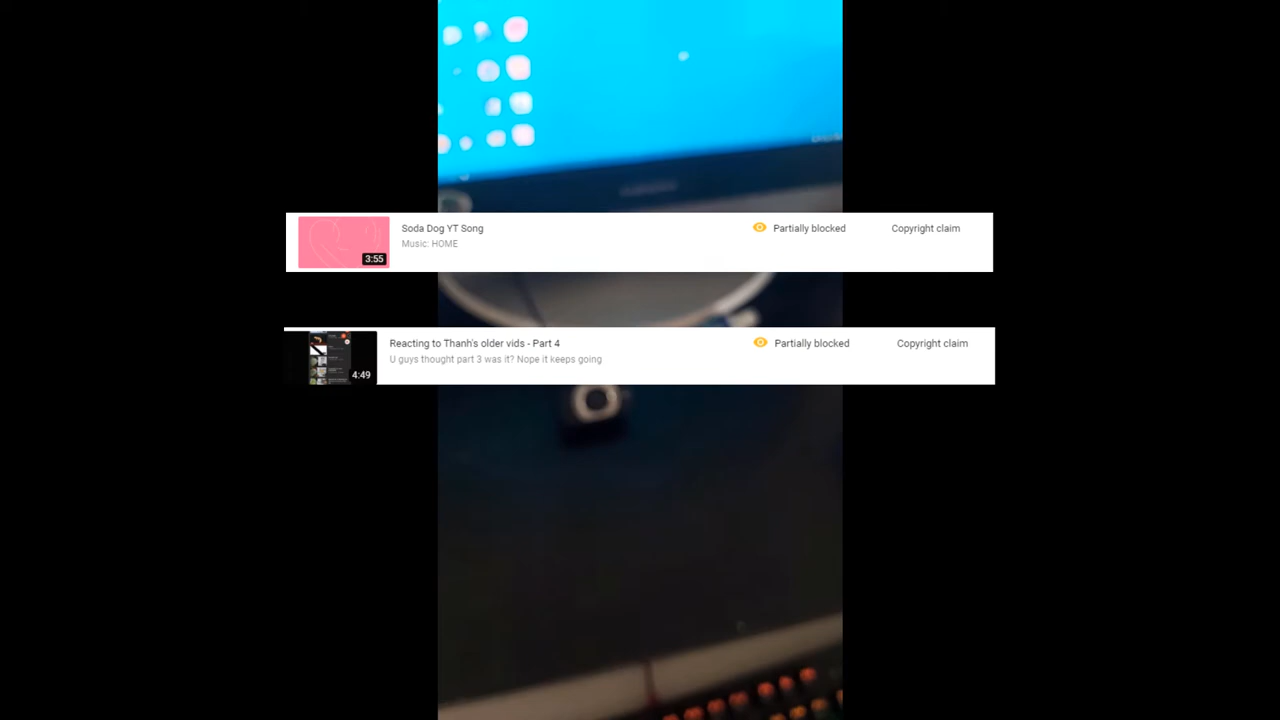 Soda Dog YT Song
Music: HOME
3:55
Partially blocked
Copyright claim
Reacting to Thanh's older vids - Part 4
U guys thought part 3 was it? Nope it keeps going
4:49
Partially blocked
Copyright claim